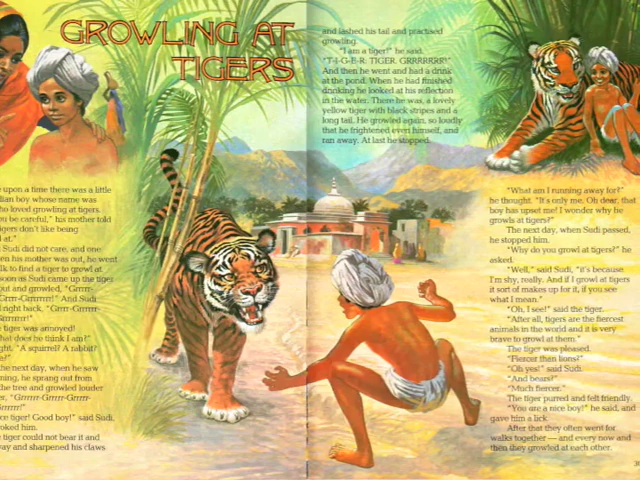 GROWLING AT
TIGERS
upon a time there was a little
dian boy whose name was
ho loved growling at tigers.
u be careful," his mother told
igers don't like being
d at."
Sudi did not care, and one
en his mother was out, he went
lk to find a tiger to growl at.
soon as Sudi came up the tiger
out and growled, "Grrrr-
Grrrr-Grrrrrr!" And Sudi
right back, "Grrrr-Grrrrr-
Grrrrrr!"
tiger was annoyed!
hat does he think I am?"
ght. "A squirrel? A rabbit?
e?"
he next day, when he saw
ming, he sprang out from
the tree and growled louder
er, "Grrrrr-Grrrrr-Grrrr-
Grrrrr!"
ice tiger! Good boy!" said Sudi,
oked him.
tiger could not bear it and
way and sharpened his claws
and lashed his tail and practised
growling.
"I am a tiger!" he said.
"T-I-G-E-R: TIGER. GRRRRRRR!"
And then he went and had a drink
at the pond. When he had finished
drinking he looked at his reflection
in the water. There he was, a lovely
yellow tiger with black stripes and a
long tail. He growled again, so loudly
that he frightened even himself, and
ran away. At last he stopped.
"What am I running away for?"
he thought. "It's only me. Oh dear, that
boy has upset me! I wonder why he
growls at tigers?"
The next day, when Sudi passed,
he stopped him.
"Why do you growl at tigers?" he
asked.
"Well," said Sudi, "it's because
I'm shy, really. And if I growl at tigers
it sort of makes up for it, if you see
what I mean."
"Oh, I see!" said the tiger.
"After all, tigers are the fiercest
animals in the world and it is very
brave to growl at them."
The tiger was pleased.
"Fiercer than lions?"
"Oh yes!" said Sudi.
"And bears?"
"Much fiercer."
The tiger purred and felt friendly.
"You are a nice boy!" he said, and
gave him a lick.
After that they often went for
walks together — and every now and
then they growled at each other.